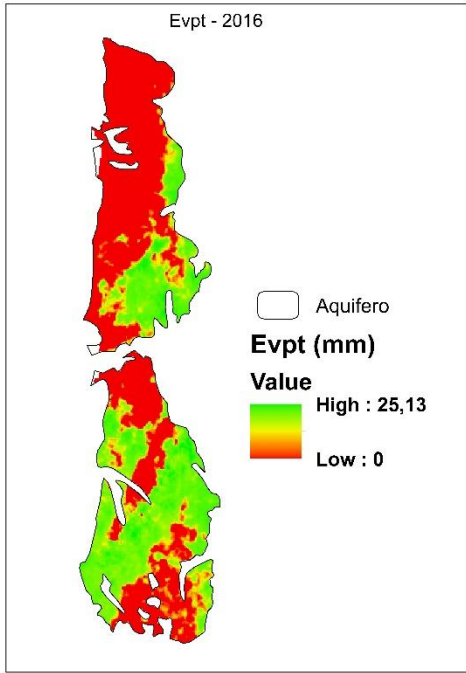 Evpt - 2016
Aquifero
Evpt (mm)
Value
High : 25,13
Low : 0